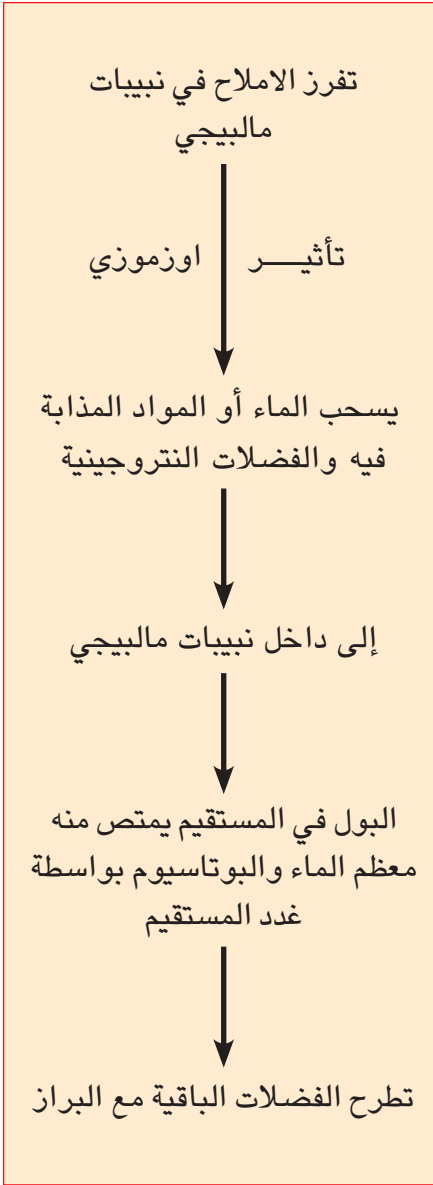 تفرز الاملاح في نبيبات
مالبيجي
تأثيـــر اوزموزي
يسحب الماء أو المواد المذابة
فيه والفضلات النتروجينية
إلى داخل نبيبات مالبيجي
البول في المستقيم يمتص منه
معظم الماء والبوتاسيوم بواسطة
غدد المستقيم
تطرح الفضلات الباقية مع البراز